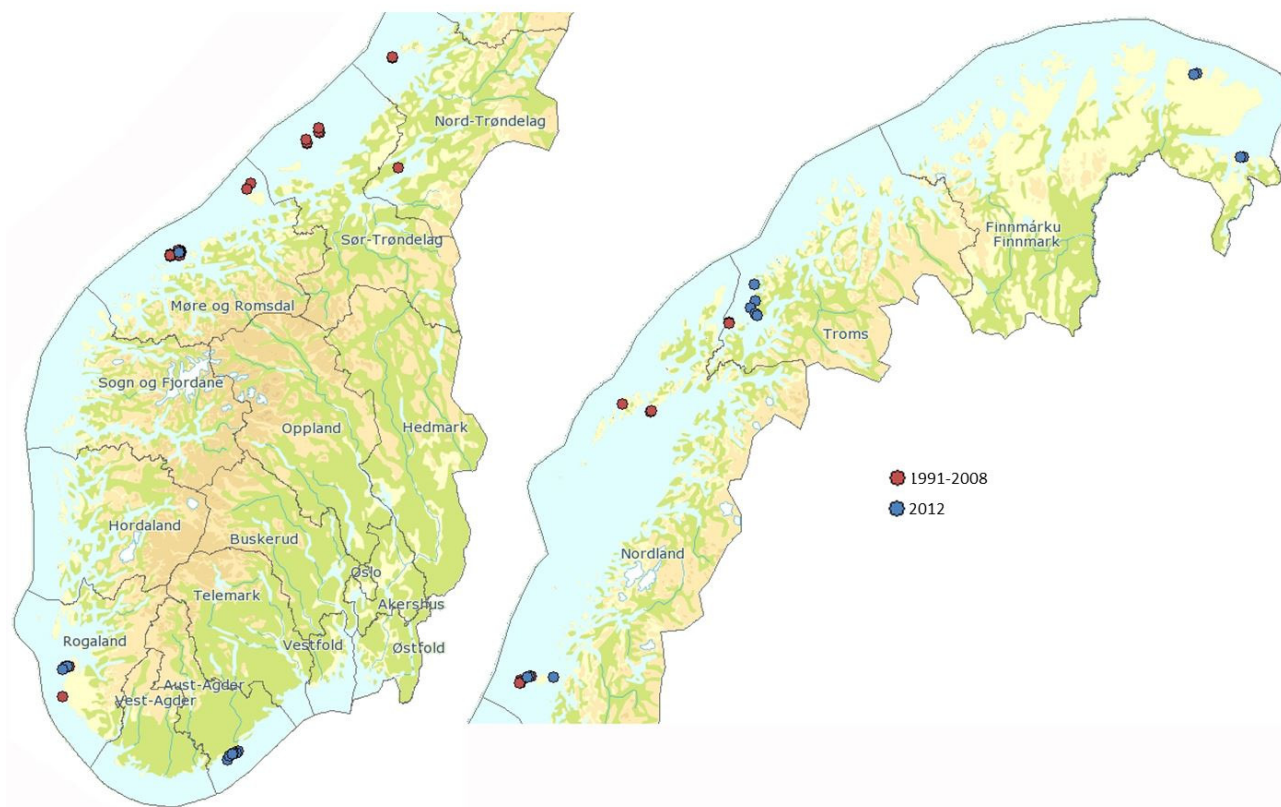 Nord-Trøndelag
Sør-Trøndelag
Møre og Romsdal
Sogn og Fjordane
Oppland
Hedmark
Hordaland
Buskerud
Oslo
Telemark
Akershus
Rogaland
Vestfold
Østfold
Aust-Agder
Vest-Agder
Finnmárku
Finnmark
Troms
1991-2008
2012
Nordland